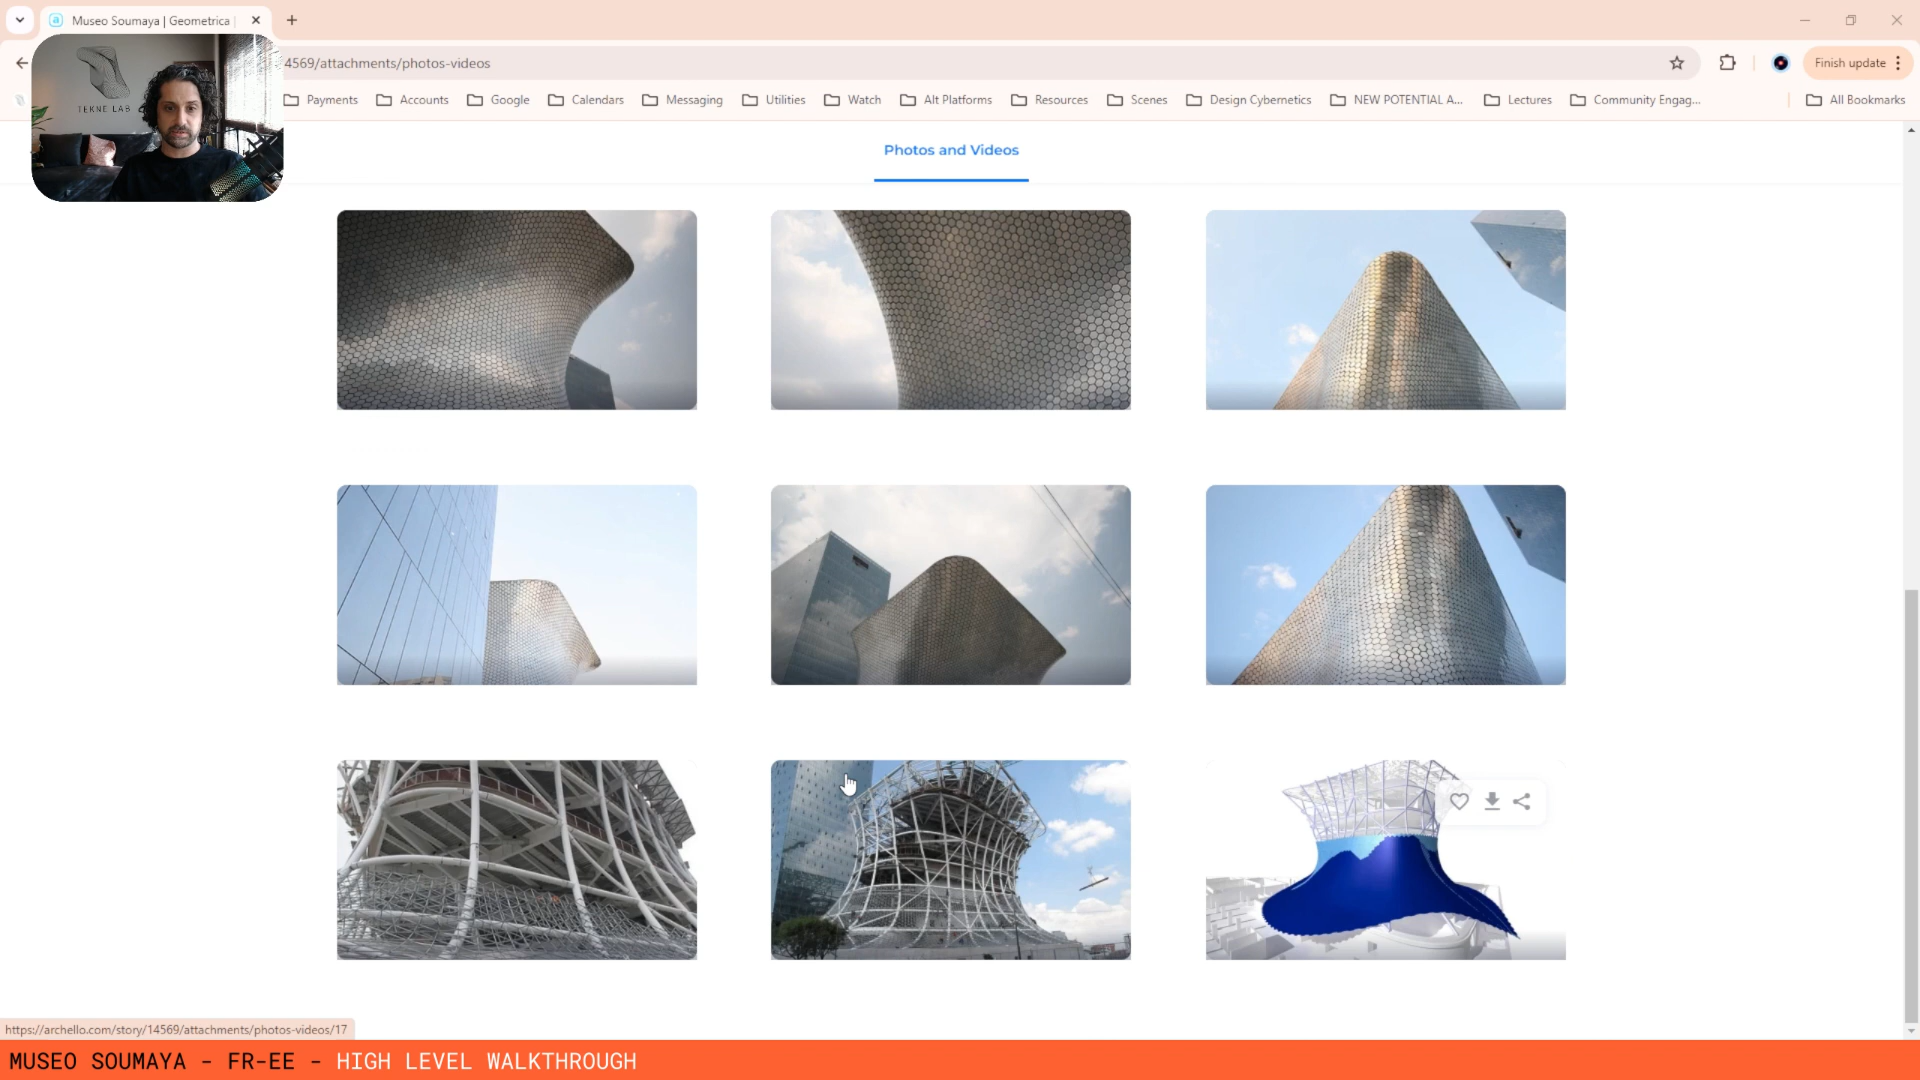 Museo Soumaya | Geometrica
4569/attachments/photos-videos
Finish update
Payments
Accounts
Google
Calendars
Messaging
Utilities
Watch
Alt Platforms
Resources
Scenes
Design Cybernetics
NEW POTENTIAL A...
Lectures
Community Engag...
All Bookmarks
TEKNE LAB
Photos and Videos
https://archello.com/story/14569/attachments/photos-videos/17
MUSEO SOUMAYA - FR-EE - HIGH LEVEL WALKTHROUGH